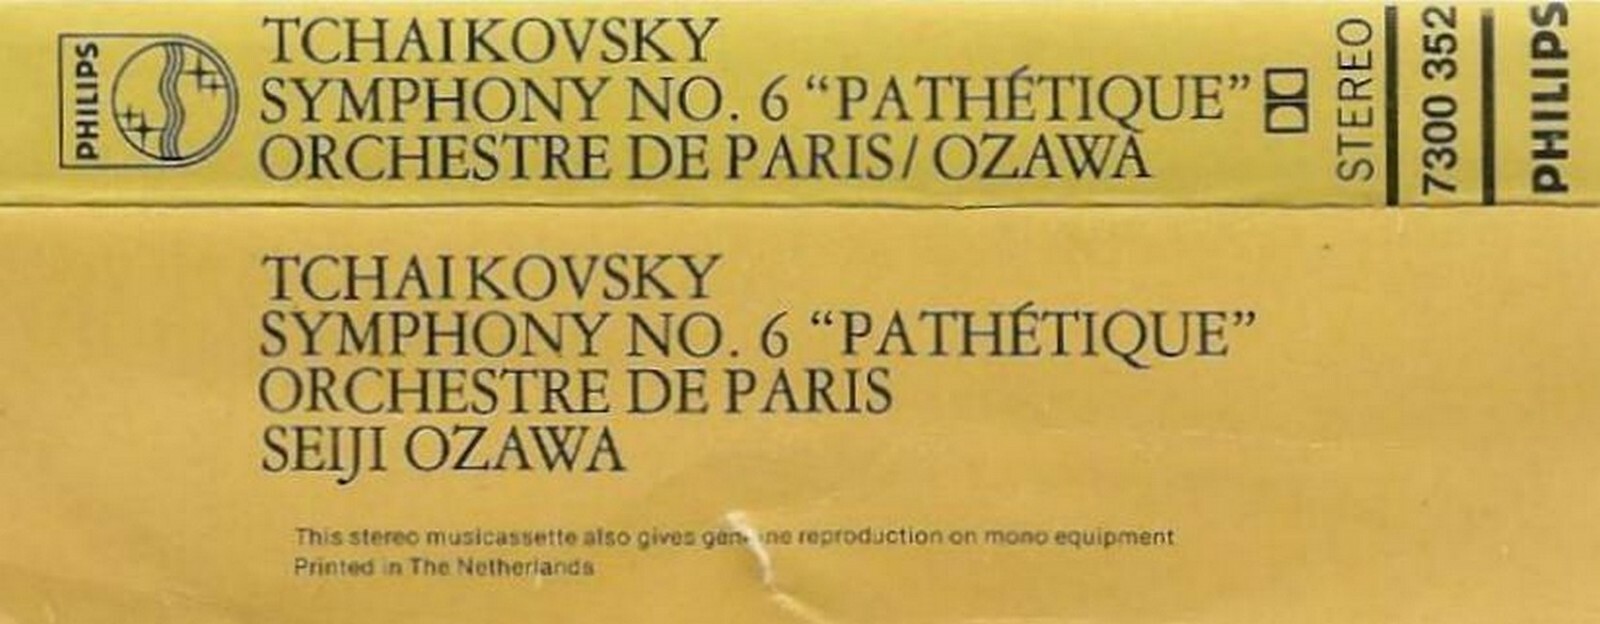 PHILIPS
TCHAIKOVSKY
SYMPHONY NO. 6 “PATHÉTIQUE”
ORCHESTRE DE PARIS / OZAWA
STEREO
7300 352
PHILIPS
TCHAIKOVSKY
SYMPHONY NO. 6 “PATHÉTIQUE”
ORCHESTRE DE PARIS
SEIJI OZAWA
This stereo musicassette also gives genuine reproduction on mono equipment
Printed in The Netherlands